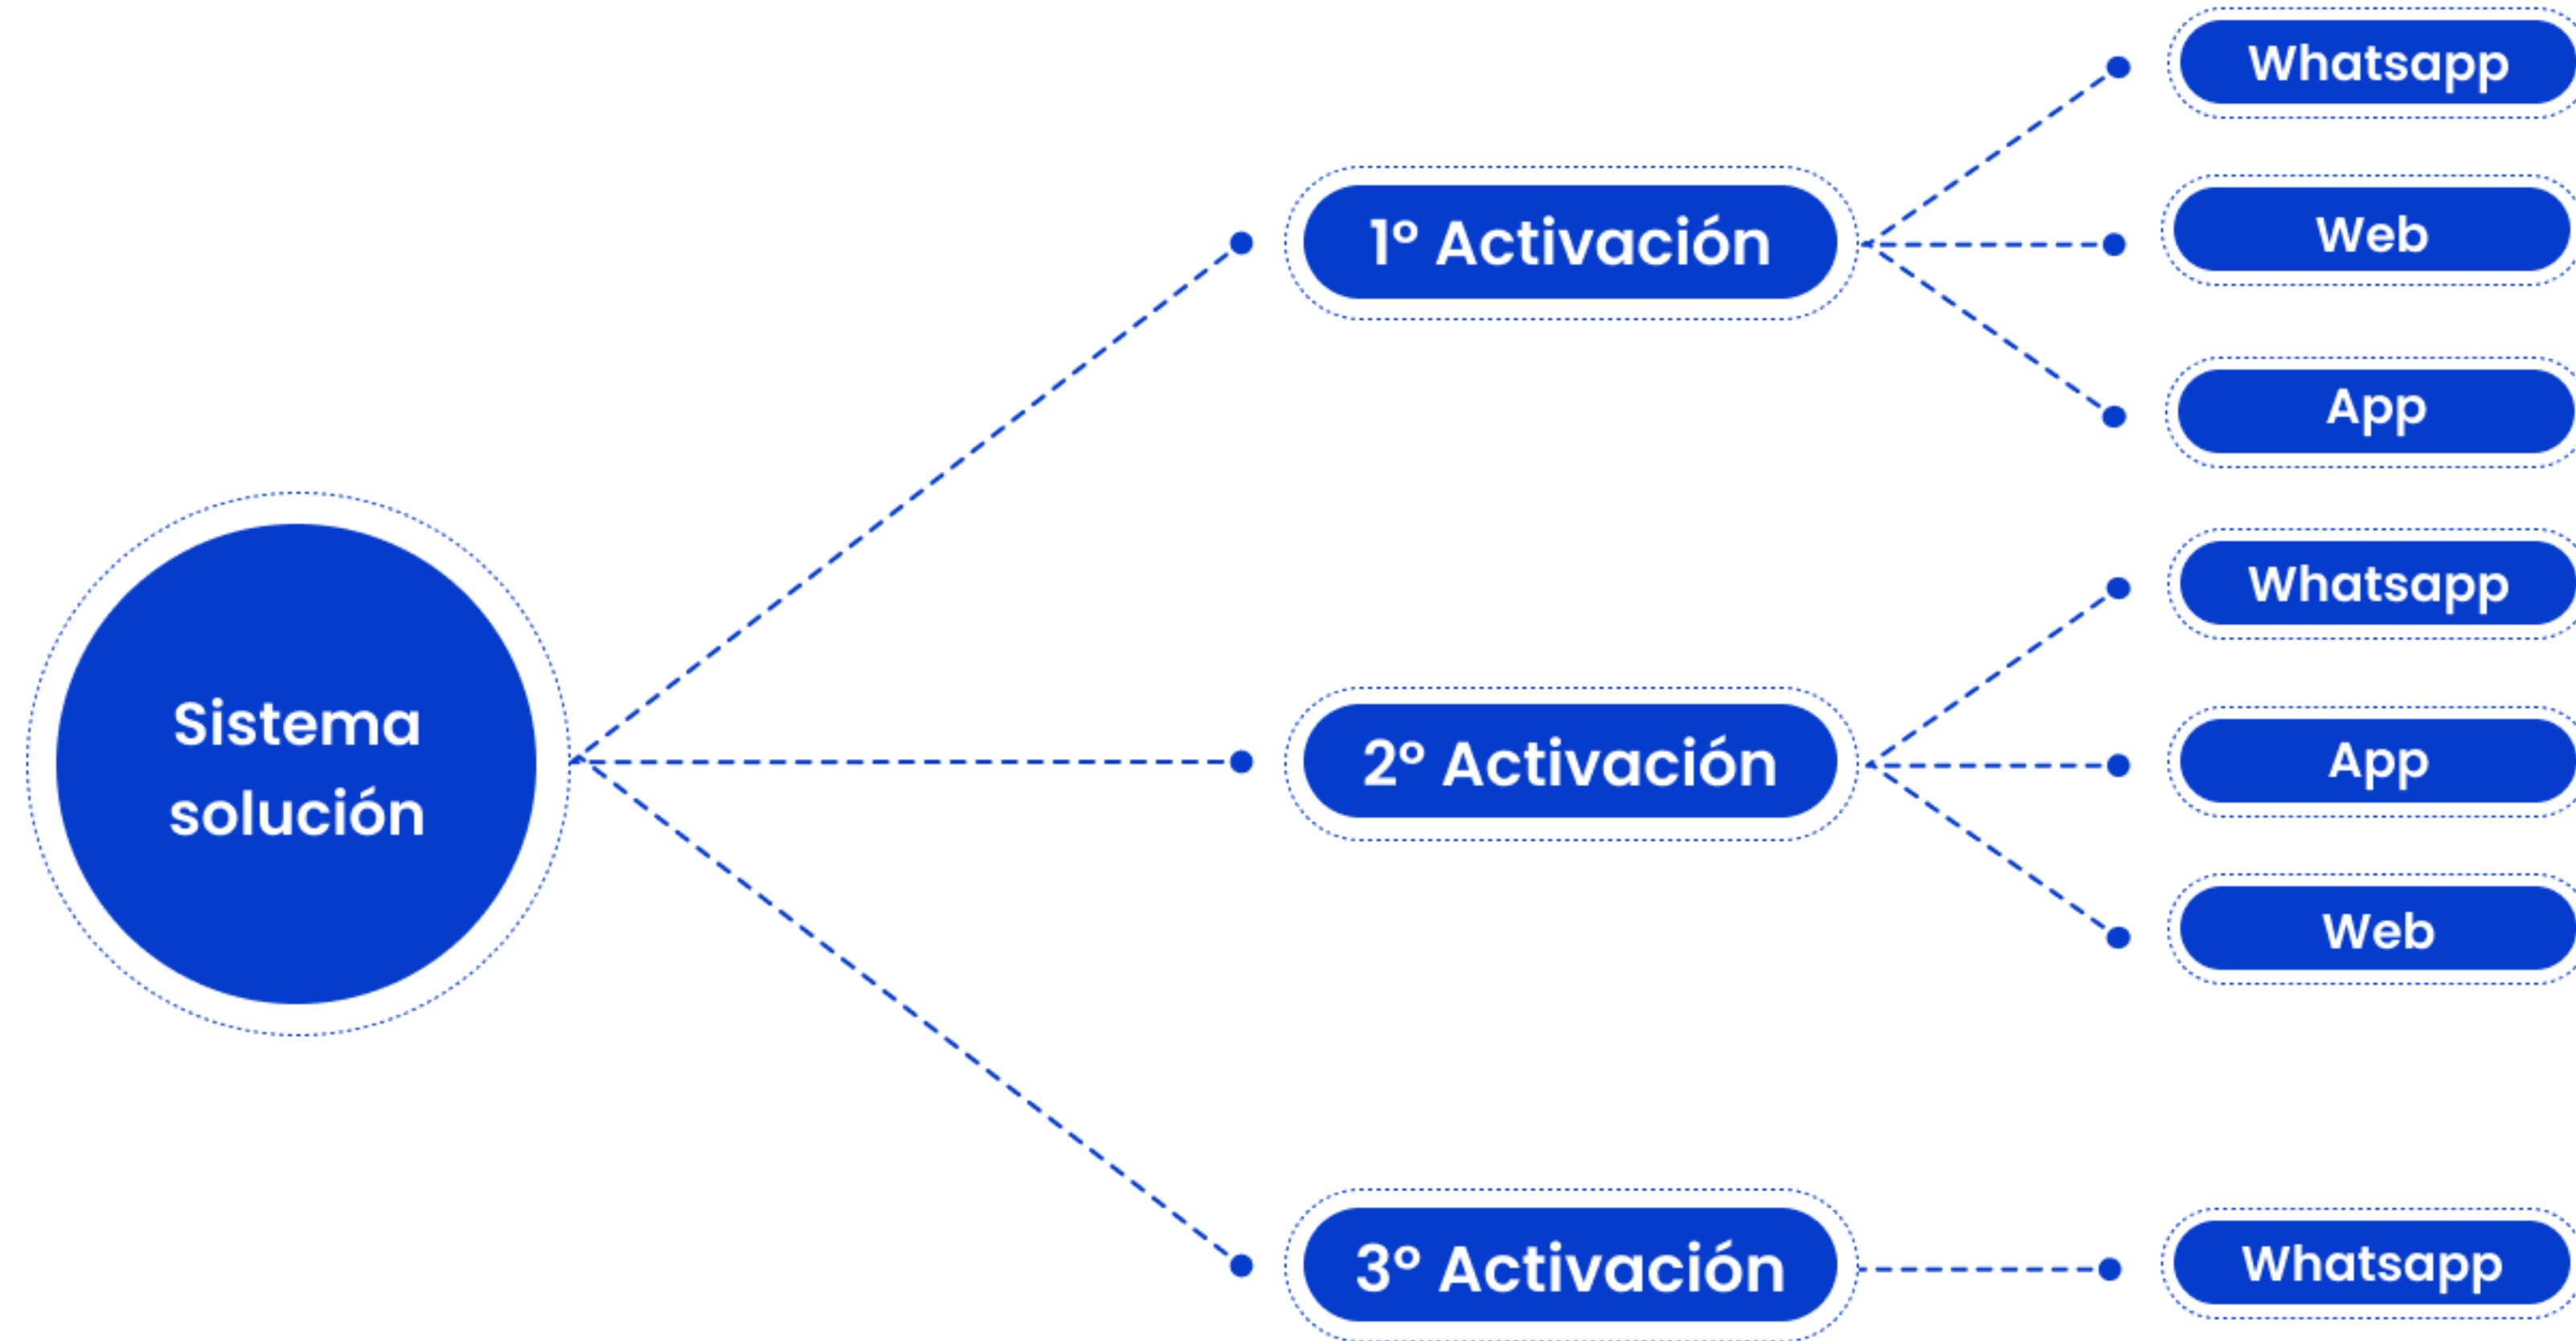 Sistema
solución
1º Activación
Whatsapp
Web
App
2º Activación
Whatsapp
App
Web
3º Activación
Whatsapp